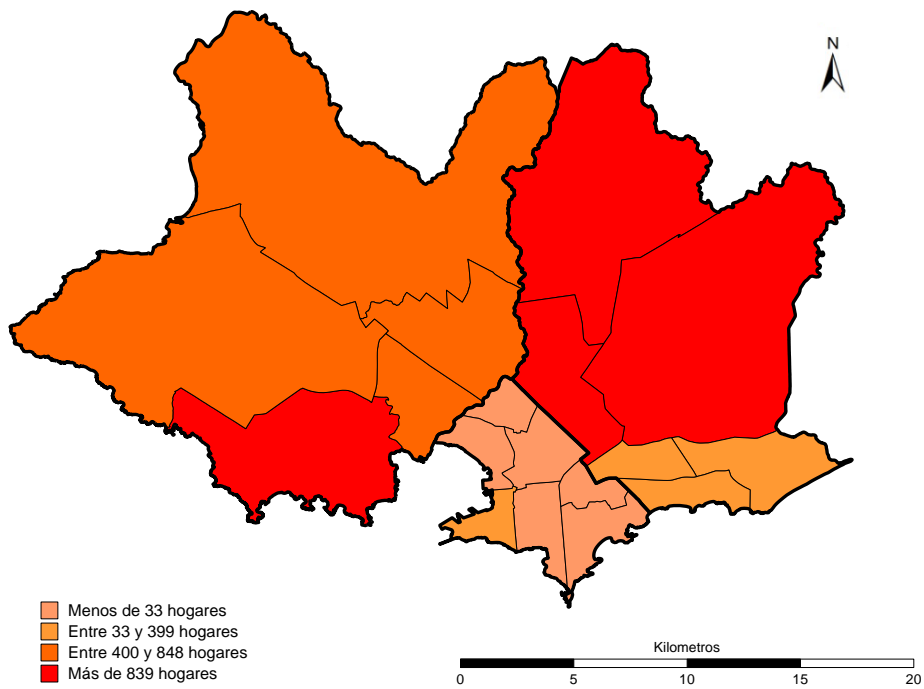 N
Menos de 33 hogares
Entre 33 y 399 hogares
Entre 400 y 848 hogares
Más de 839 hogares
Kilometros
0 5 10 15 20